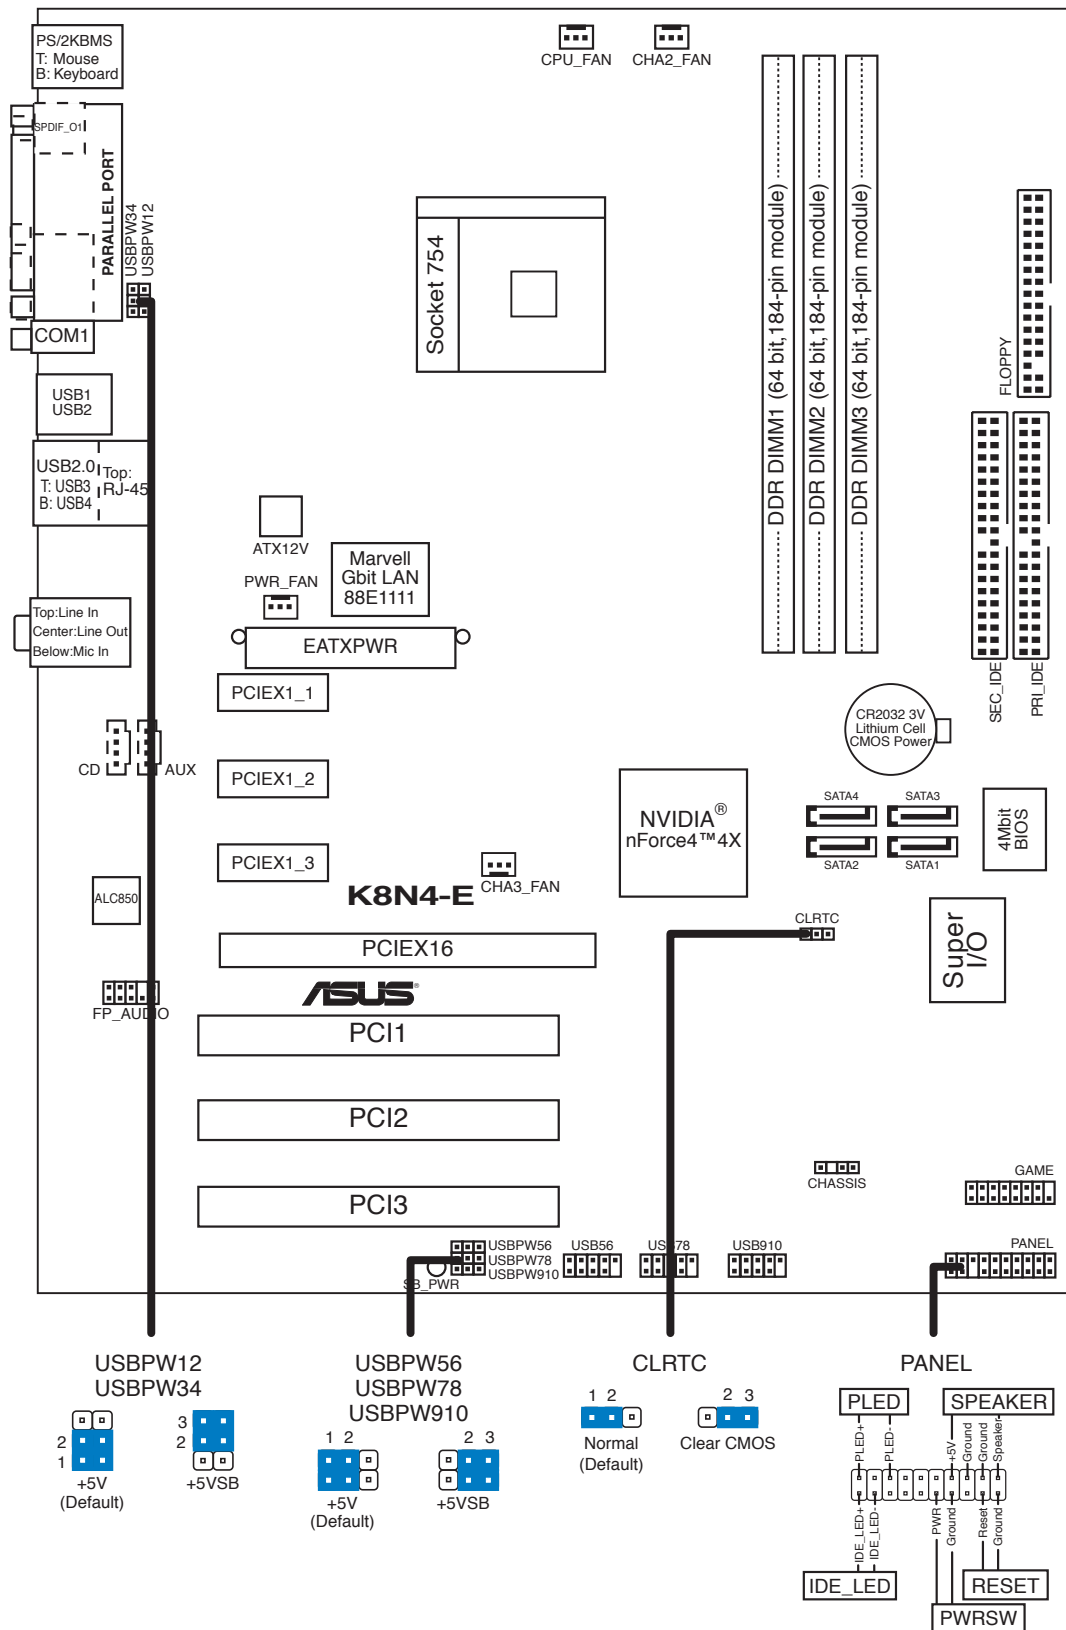 PS/2KBMS
T: Mouse
B: Keyboard
CPU_FAN
CHA2_FAN
SPDIF_O1
PARALLEL PORT
USBPW34
USBPW12
COM1
USB1
USB2
USB2.0
T: USB3
B: USB4
Top:
RJ-45
Socket 754
DDR DIMM1 (64 bit,184-pin module)
DDR DIMM2 (64 bit,184-pin module)
DDR DIMM3 (64 bit,184-pin module)
FLOPPY
SEC_IDE
PRI_IDE
ATX12V
PWR_FAN
Marvell
Gbit LAN
88E1111
Top:Line In
Center:Line Out
Below:Mic In
EATXPWR
PCIEX1_1
CR2032 3V
Lithium Cell
CMOS Power
CD
AUX
PCIEX1_2
NVIDIA®
nForce4™4X
SATA4
SATA3
SATA2
SATA1
4Mbit
BIOS
PCIEX1_3
CHA3_FAN
K8N4-E
ALC850
CLRTC
Super
I/O
PCIEX16
ASUS®
FP_AUDIO
PCI1
PCI2
PCI3
CHASSIS
GAME
USBPW56
USBPW78
USBPW910
SB_PWR
USB56
USB78
USB910
PANEL
USBPW12
USBPW34
2
1
+5V
(Default)
3
2
+5VSB
USBPW56
USBPW78
USBPW910
1 2
+5V
(Default)
2 3
+5VSB
CLRTC
1 2
Normal
(Default)
2 3
Clear CMOS
PANEL
PLED
SPEAKER
PLED+
PLED-
+5V
Ground
Ground
Speaker
IDE_LED+
IDE_LED-
PWR
Ground
Reset
Ground
IDE_LED
RESET
PWRSW